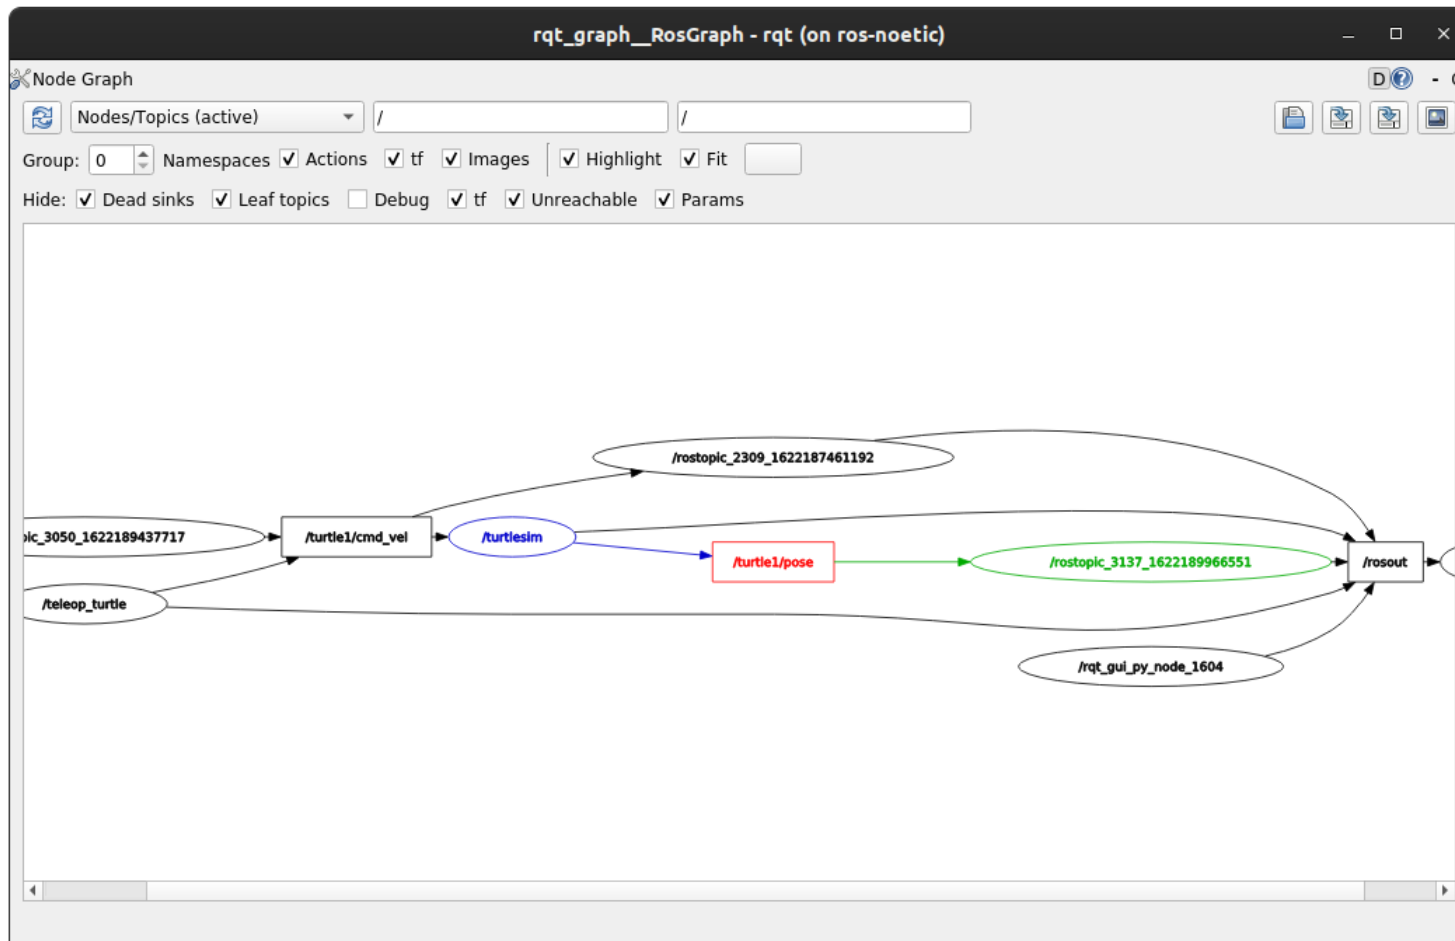 rqt_graph__RosGraph - rqt (on ros-noetic)
Node Graph
D
Nodes/Topics (active)
/
/
Group: 0 Namespaces Actions tf Images Highlight Fit
Hide: Dead sinks Leaf topics Debug tf Unreachable Params
/rostopic_2309_1622187461192
ic_3050_1622189437717
/turtle1/cmd_vel
/turtlesim
/turtle1/pose
/rostopic_3137_1622189966551
/rosout
/teleop_turtle
/rqt_gui_py_node_1604